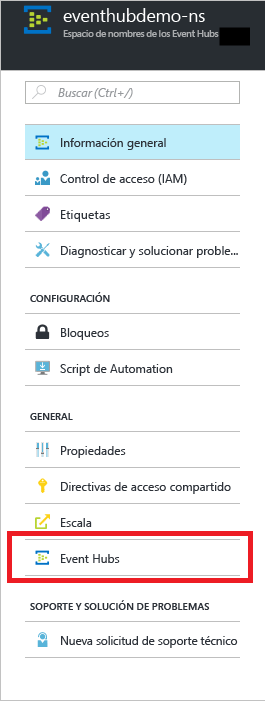 eventhubdemo-ns
Espacio de nombres de los Event Hubs
Buscar (Ctrl+/)
Información general
Control de acceso (IAM)
Etiquetas
Diagnosticar y solucionar proble...
CONFIGURACIÓN
Bloqueos
Script de Automation
GENERAL
Propiedades
Directivas de acceso compartido
Escala
Event Hubs
SOPORTE Y SOLUCIÓN DE PROBLEMAS
Nueva solicitud de soporte técnico